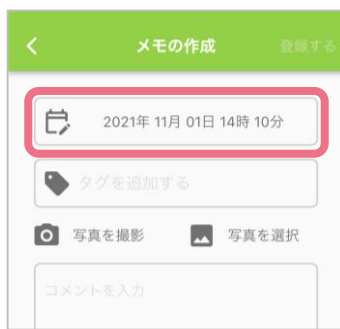 メモの作成 登録する
2021年 11月 01日 14時 10分
タグを追加する
写真を撮影 写真を選択
コメントを入力